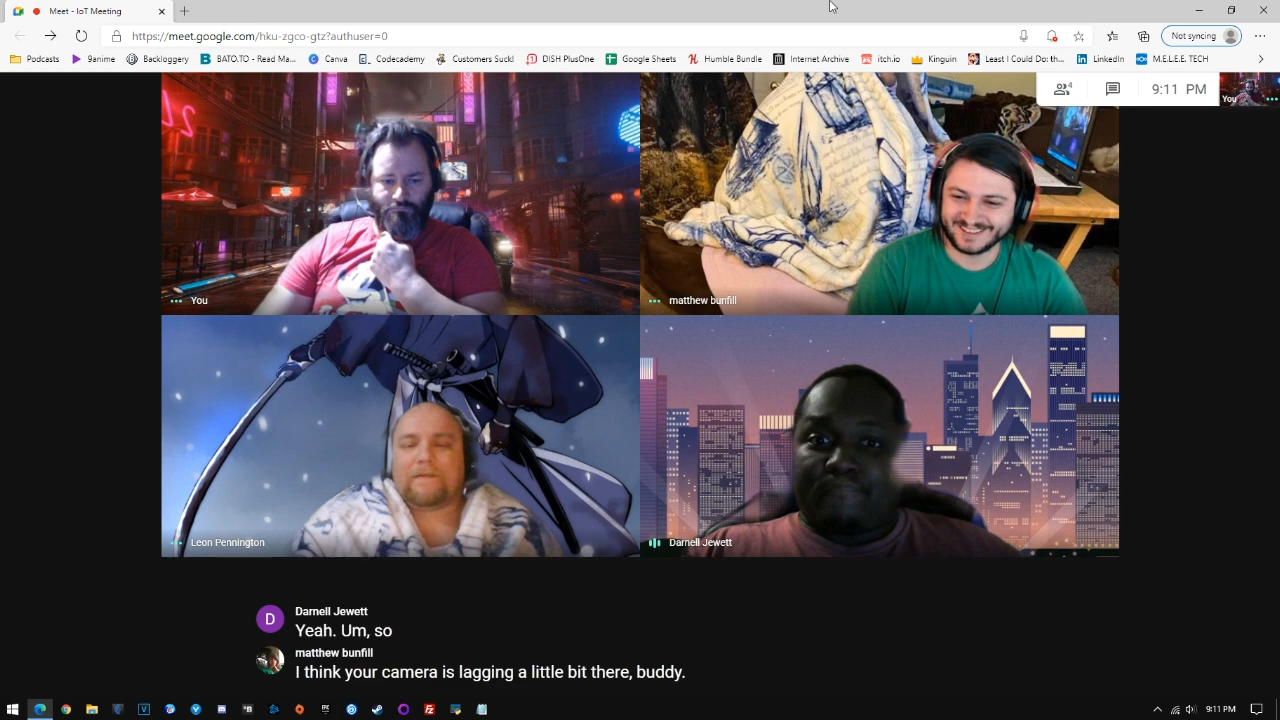 Meet - IoT Meeting
https://meet.google.com/hku-zgco-gtz?authuser=0
Not syncing
Podcasts
9anime
Backloggery
BATO.TO - Read Ma...
Canva
Codecademy
Customers Suck!
DISH PlusOne
Google Sheets
Humble Bundle
Internet Archive
itch.io
Kinguin
Least I Could Do: th...
LinkedIn
M.E.L.E.E. TECH
4
9:11 PM
You
You
matthew bunfill
Leon Pennington
Darnell Jewett
D
Darnell Jewett
Yeah. Um, so
matthew bunfill
I think your camera is lagging a little bit there, buddy.
9:11 PM